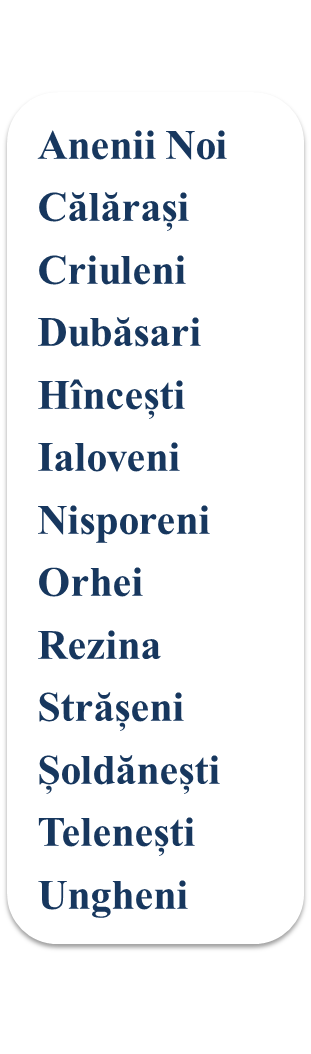 Anenii Noi
Călărași
Criuleni
Dubăsari
Hîncești
Ialoveni
Nisporeni
Orhei
Rezina
Strășeni
Șoldănești
Telenești
Ungheni